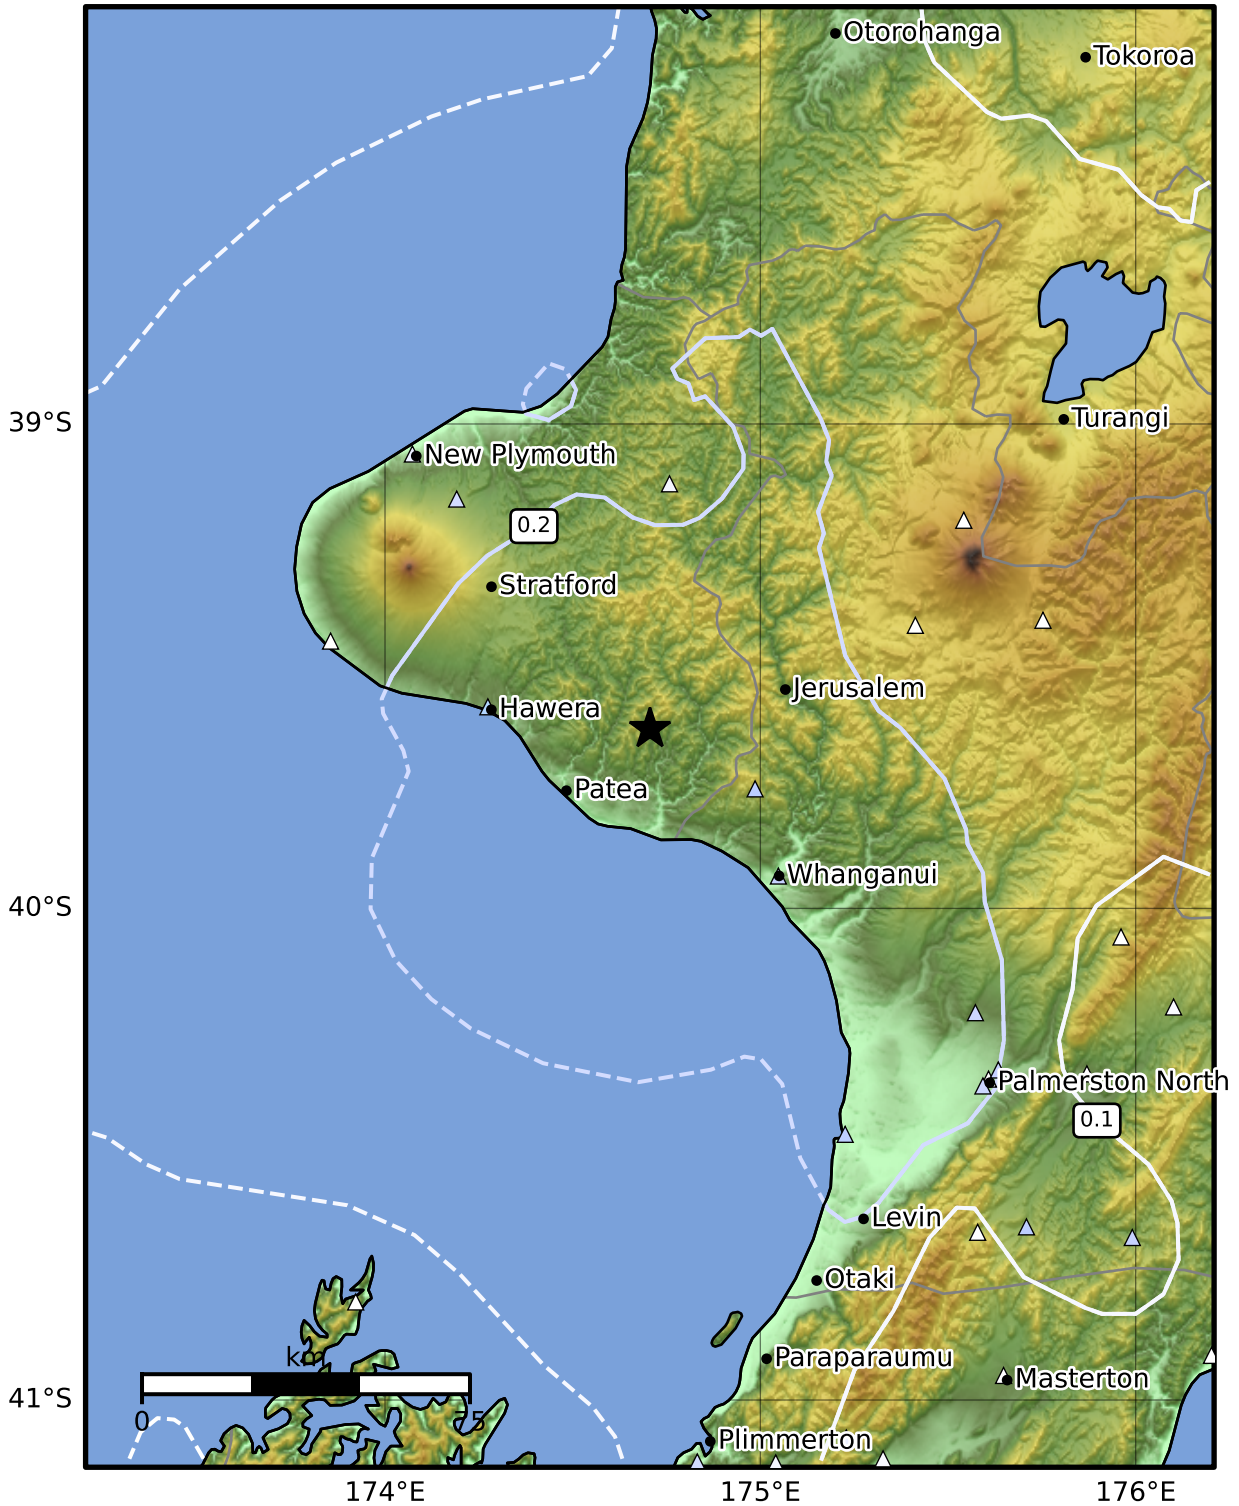 Otorohanga
Tokoroa
39°S
Turangi
New Plymouth
0.2
Stratford
Jerusalem
Hawera
Patea
Whanganui
40°S
Palmerston North
0.1
Levin
Otaki
km
Paraparaumu
Masterton
41°S
0
75
Plimmerton
174°E
175°E
176°E